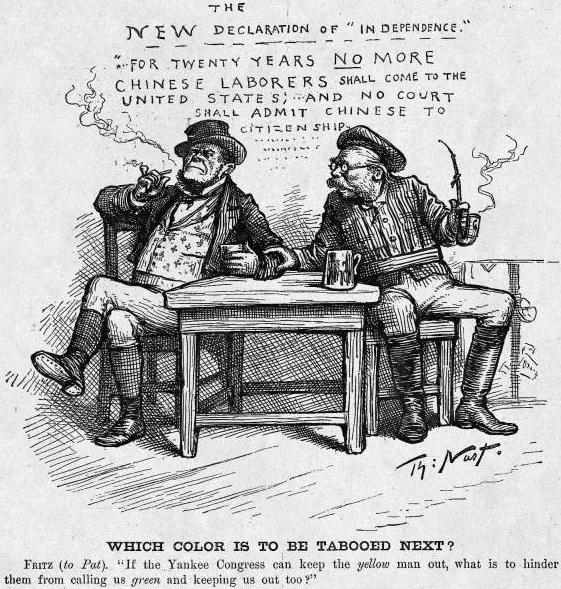 THE
NEW DECLARATION OF "INDEPENDENCE."
"FOR TWENTY YEARS NO MORE
CHINESE LABORERS SHALL COME TO THE
UNITED STATES; AND NO COURT
SHALL ADMIT CHINESE TO
CITIZENSHIP
Th: Nast.
WHICH COLOR IS TO BE TABOOED NEXT?
FRITZ (to Pat). "If the Yankee Congress can keep the yellow man out, what is to hinder
them from calling us green and keeping us out too?"